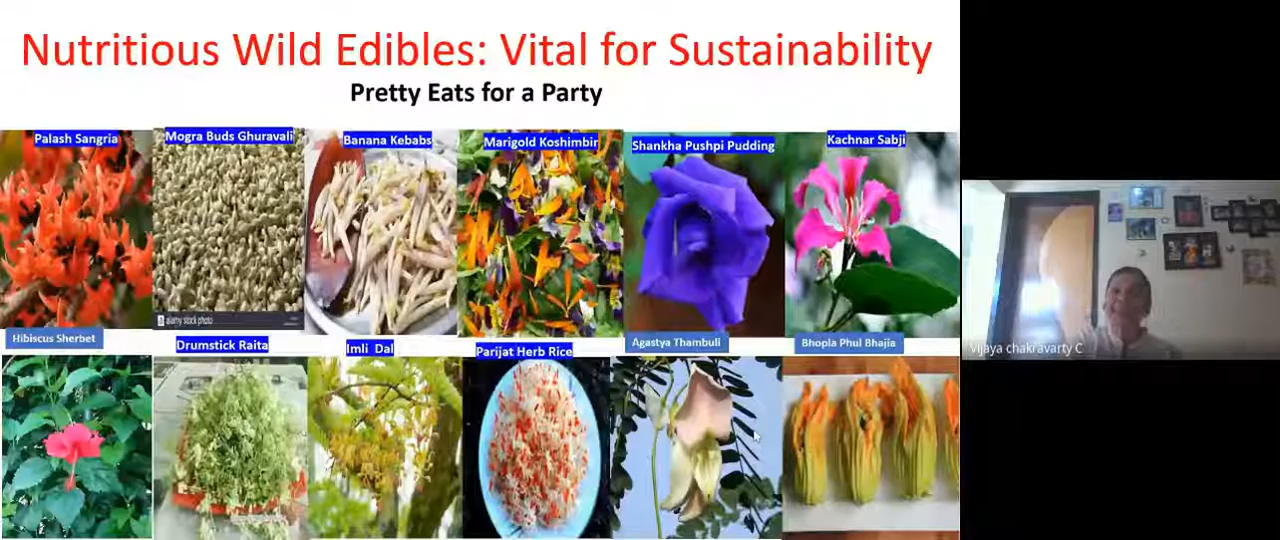 Nutritious Wild Edibles: Vital for Sustainability
Pretty Eats for a Party
Palash Sangria
Mogra Buds Ghuravali
Banana Kebabs
Marigold Koshimbir
Shankha Pushpi Pudding
Kachnar Sabji
alamy stock photo
Hibiscus Sherbet
Drumstick Raita
Imli Dal
Parijat Herb Rice
Agastya Thambuli
Bhopla Phul Bhajia
Vijaya chakravarty C